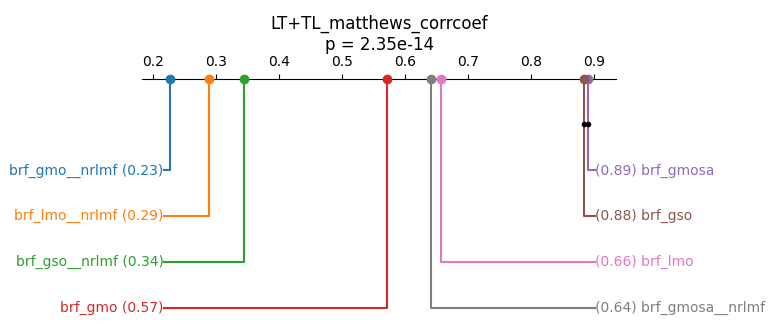 LT+TL_matthews_corrcoef
p = 2.35e-14
0.2 0.3 0.4 0.5 0.6 0.7 0.8 0.9
brf_gmo__nrlmf (0.23) (0.89) brf_gmosa
brf_lmo__nrlmf (0.29) (0.88) brf_gso
brf_gso__nrlmf (0.34) (0.66) brf_lmo
brf_gmo (0.57) (0.64) brf_gmosa__nrlmf